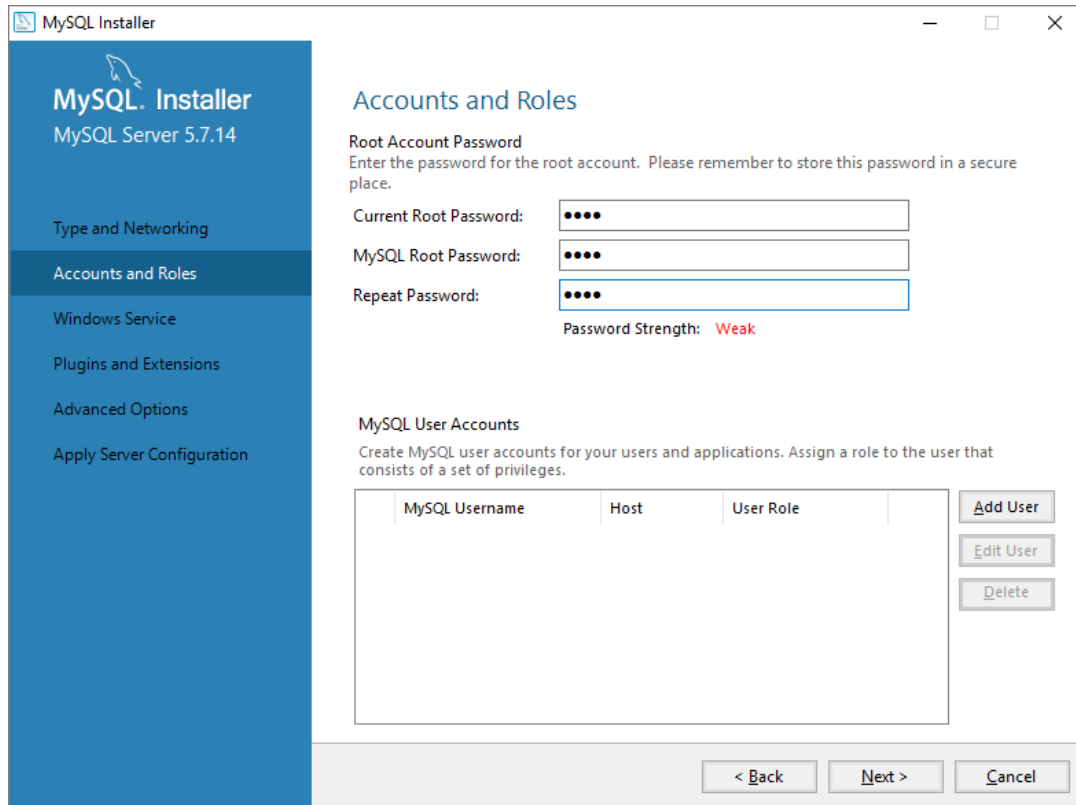 MySQL Installer
MySQL. Installer
MySQL Server 5.7.14
Type and Networking
Accounts and Roles
Windows Service
Plugins and Extensions
Advanced Options
Apply Server Configuration
Accounts and Roles
Root Account Password
Enter the password for the root account.  Please remember to store this password in a secure
place.
Current Root Password: ●●●●
MySQL Root Password: ●●●●
Repeat Password: ●●●●
Password Strength: Weak
MySQL User Accounts
Create MySQL user accounts for your users and applications. Assign a role to the user that
consists of a set of privileges.
MySQL Username Host User Role
Add User
Edit User
Delete
< Back Next > Cancel